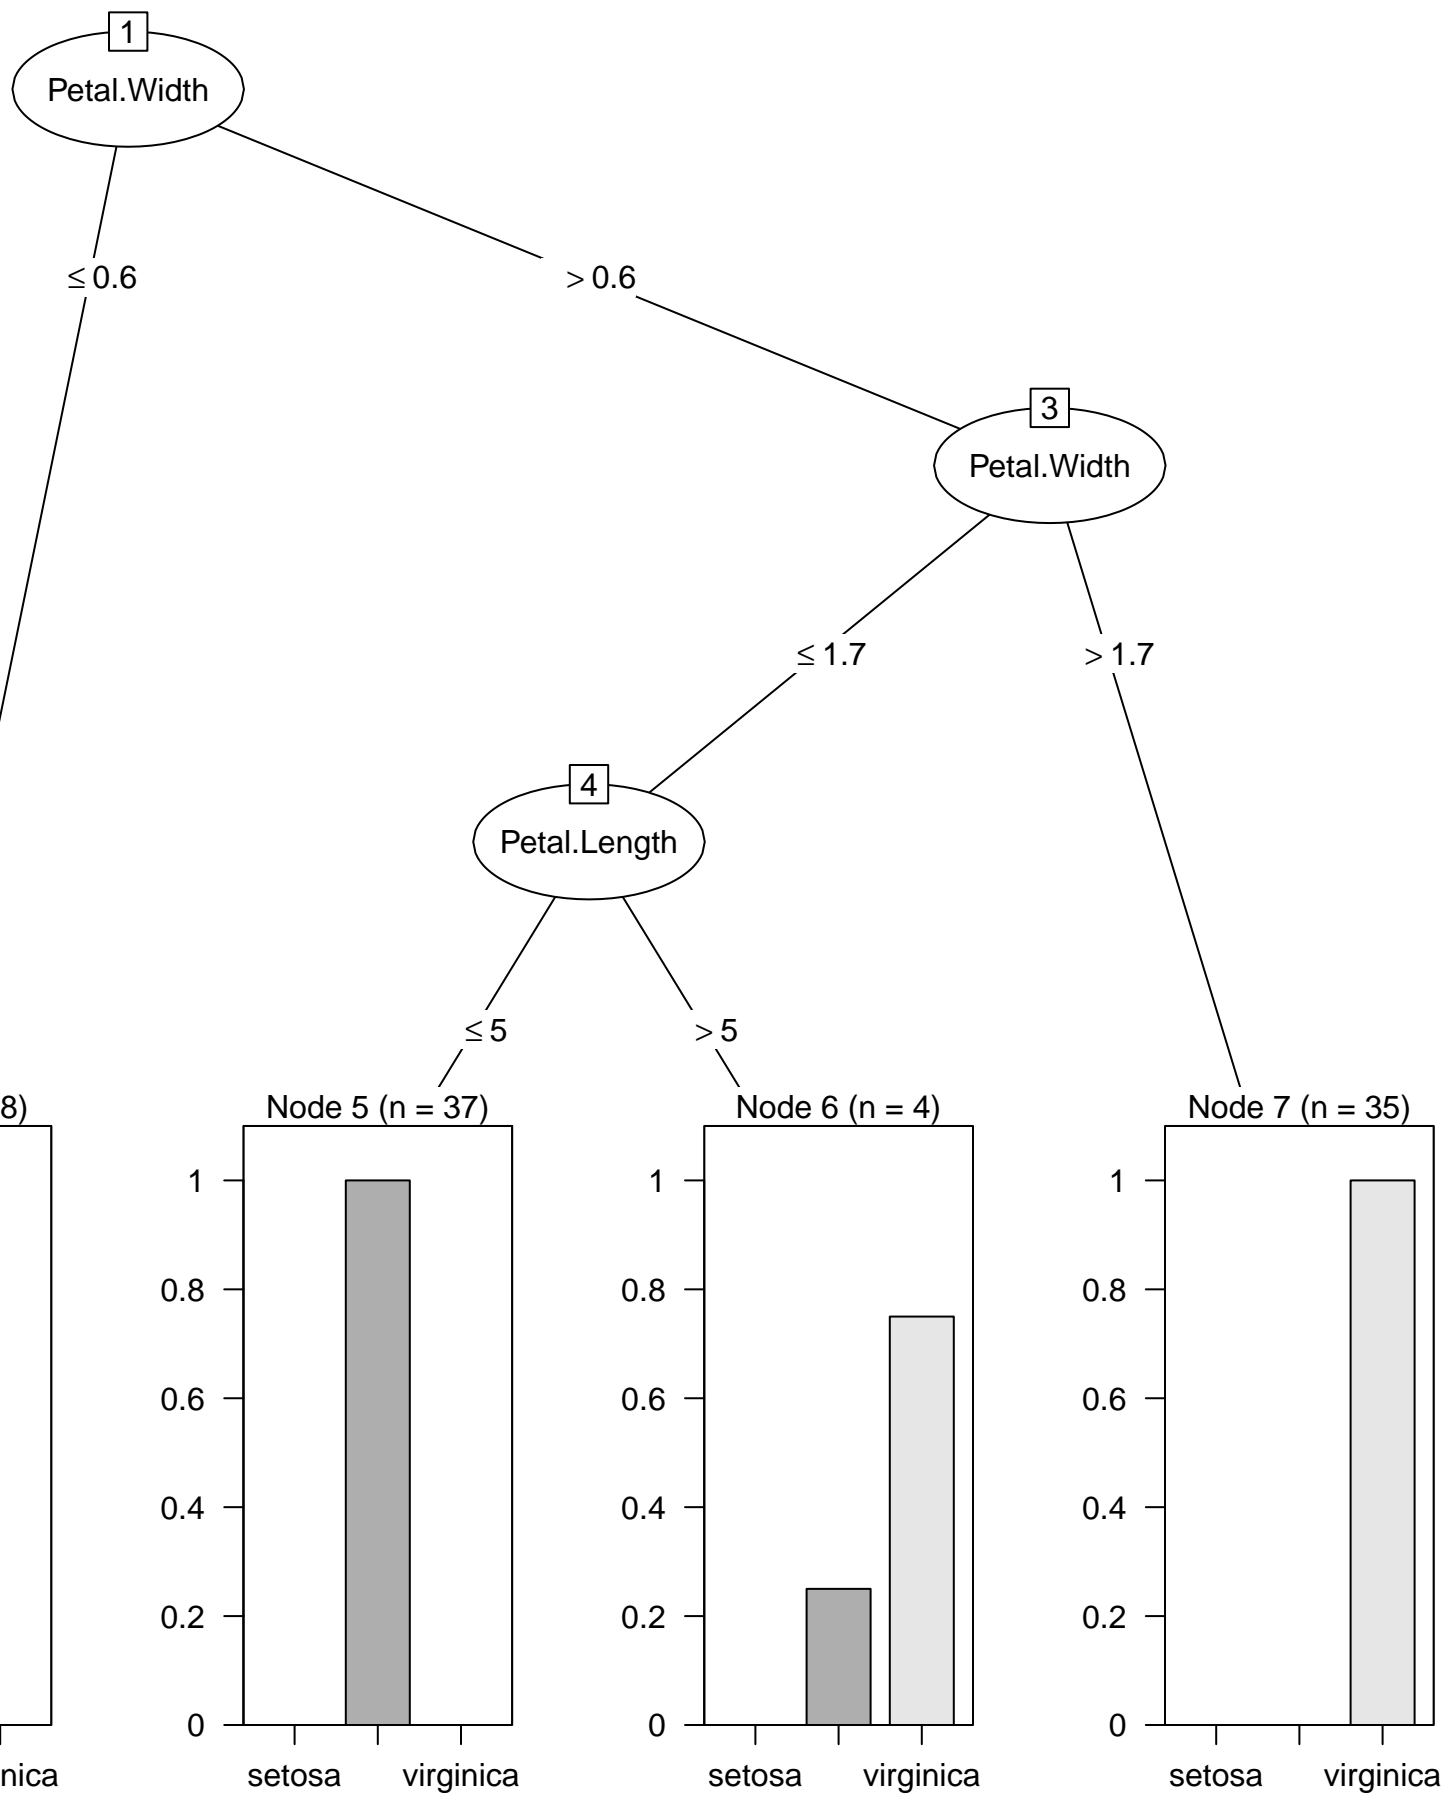 1
Petal.Width
≤ 0.6
> 0.6
3
Petal.Width
≤ 1.7
> 1.7
4
Petal.Length
≤ 5
> 5
8)
nica
Node 5 (n = 37)
1
0.8
0.6
0.4
0.2
0
setosa virginica
Node 6 (n = 4)
1
0.8
0.6
0.4
0.2
0
setosa virginica
Node 7 (n = 35)
1
0.8
0.6
0.4
0.2
0
setosa virginica